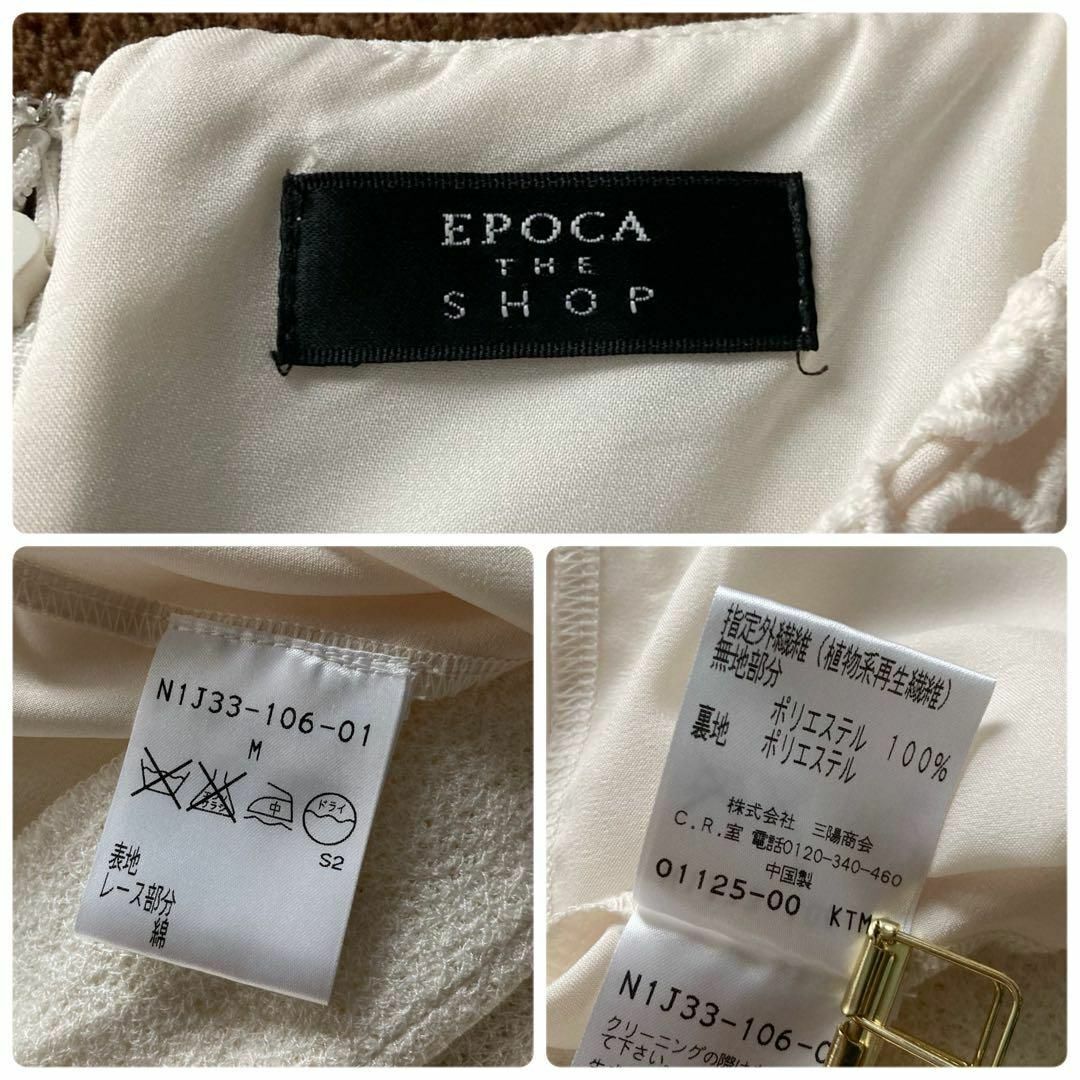 EPOCA
THE
SHOP
N1J33-106-01
M
中 ドライ
S2
表地
レース部分
綿
指定外繊維（植物系再生繊維）
無地部分
ポリエステル 100%
裏地 ポリエステル
株式会社 三陽商会
C.R.室 電話0120-340-460
中国製
01125-00 KTM
N1J33-106-0
クリーニングの際は
て下さい。